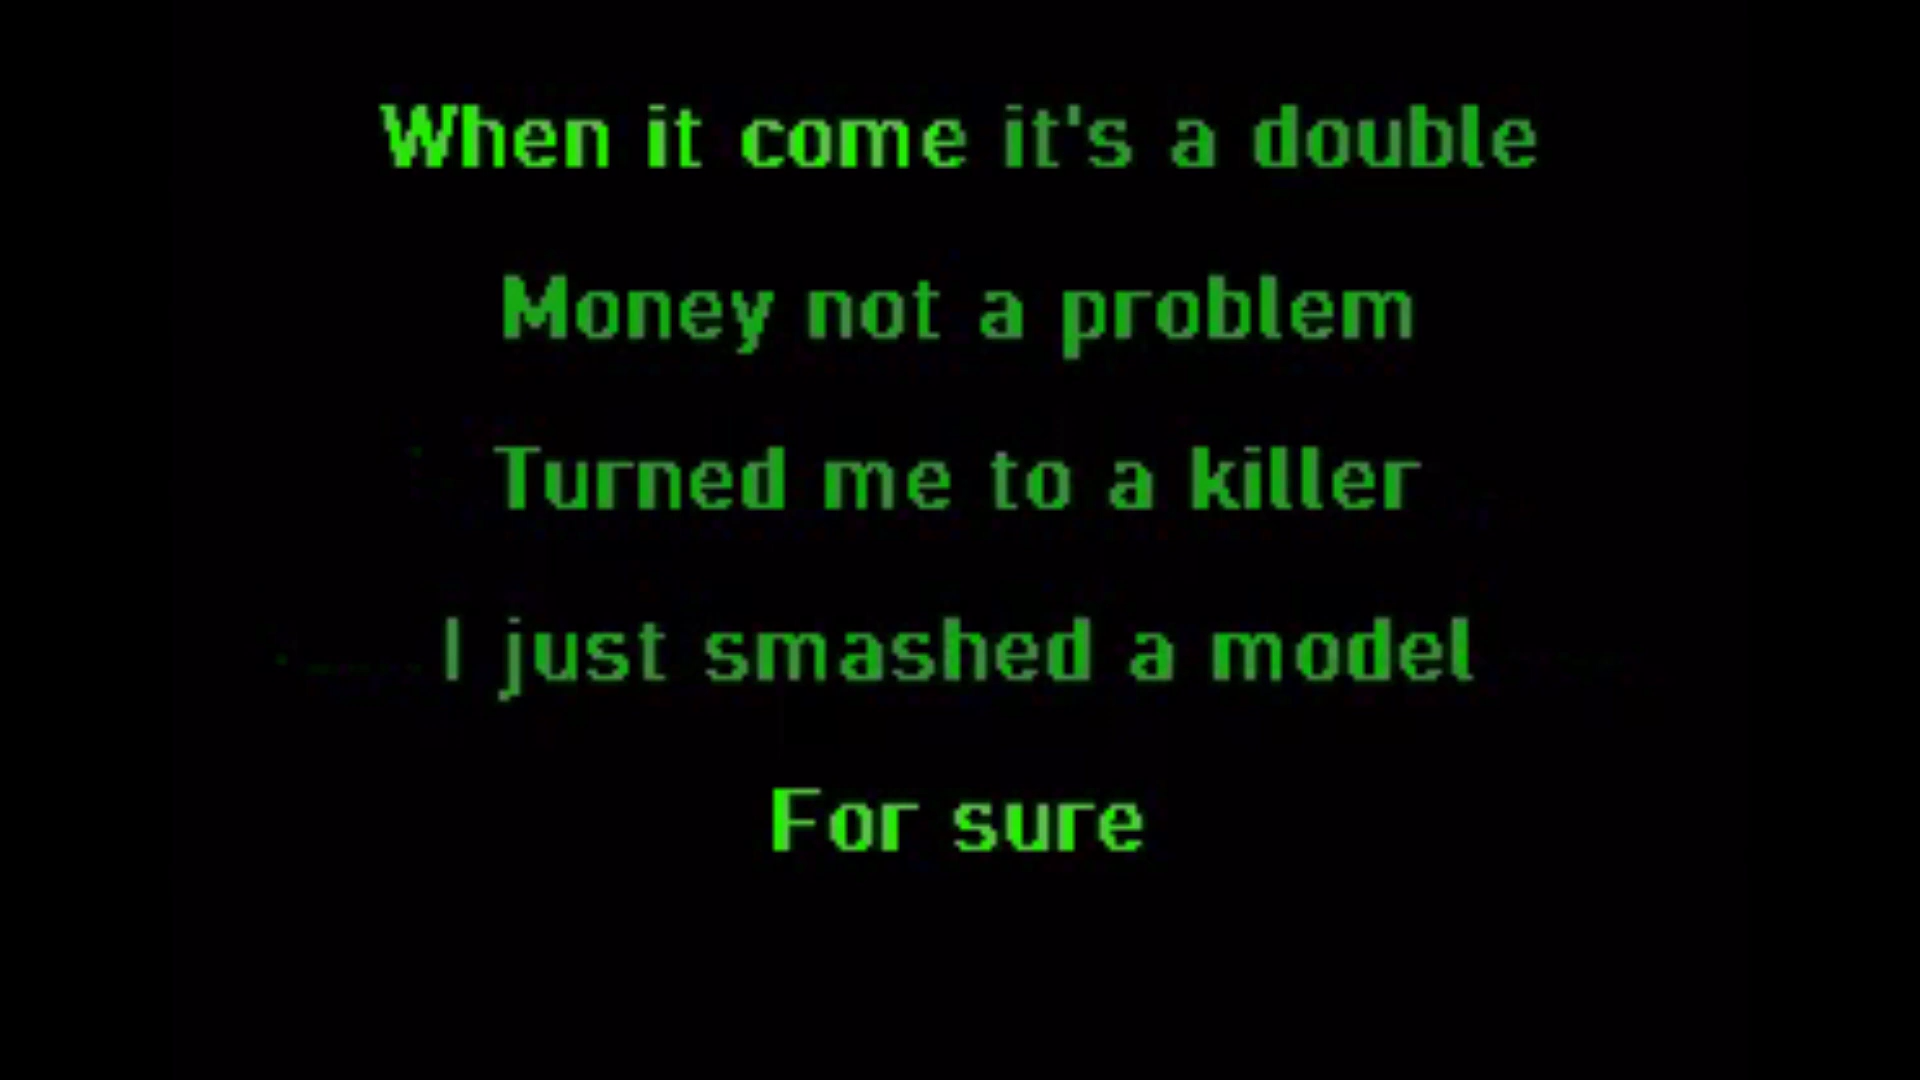 When it come it's a double
Money not a problem
Turned me to a killer
I just smashed a model
For sure